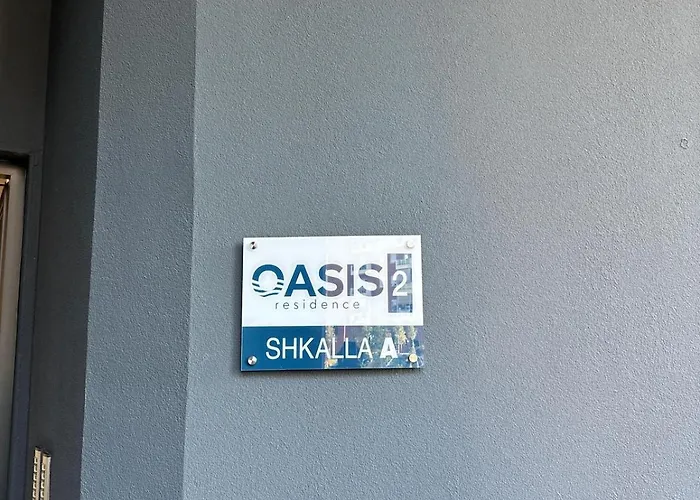 OASIS 2
residence
SHKALLA A